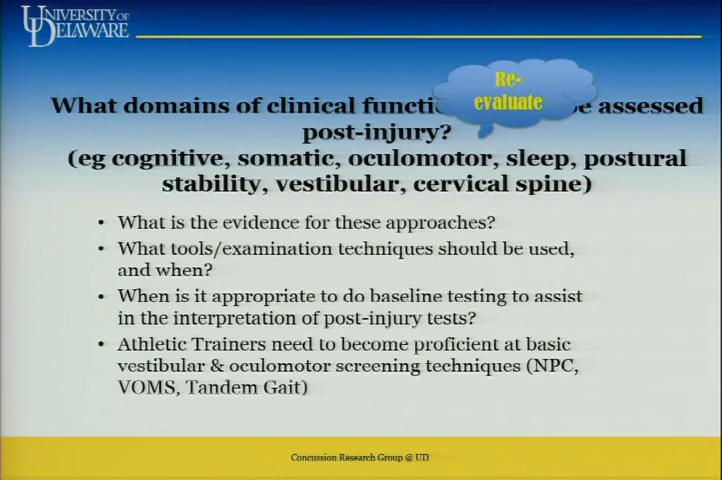 UNIVERSITY OF
DELAWARE
Re-
evaluate
What domains of clinical functi e assessed
post-injury?
(eg cognitive, somatic, oculomotor, sleep, postural
stability, vestibular, cervical spine)
• What is the evidence for these approaches?
• What tools/examination techniques should be used,
and when?
• When is it appropriate to do baseline testing to assist
in the interpretation of post-injury tests?
• Athletic Trainers need to become proficient at basic
vestibular & oculomotor screening techniques (NPC,
VOMS, Tandem Gait)
Concussion Research Group @ UD